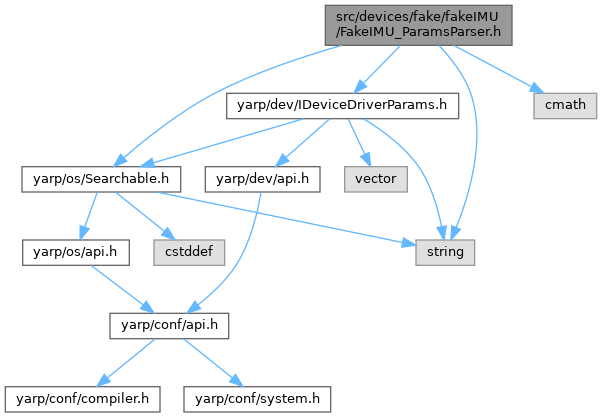 src/devices/fake/fakeIMU
/FakeIMU_ParamsParser.h
yarp/dev/IDeviceDriverParams.h
cmath
yarp/os/Searchable.h
yarp/dev/api.h
vector
yarp/os/api.h
cstddef
string
yarp/conf/api.h
yarp/conf/compiler.h
yarp/conf/system.h